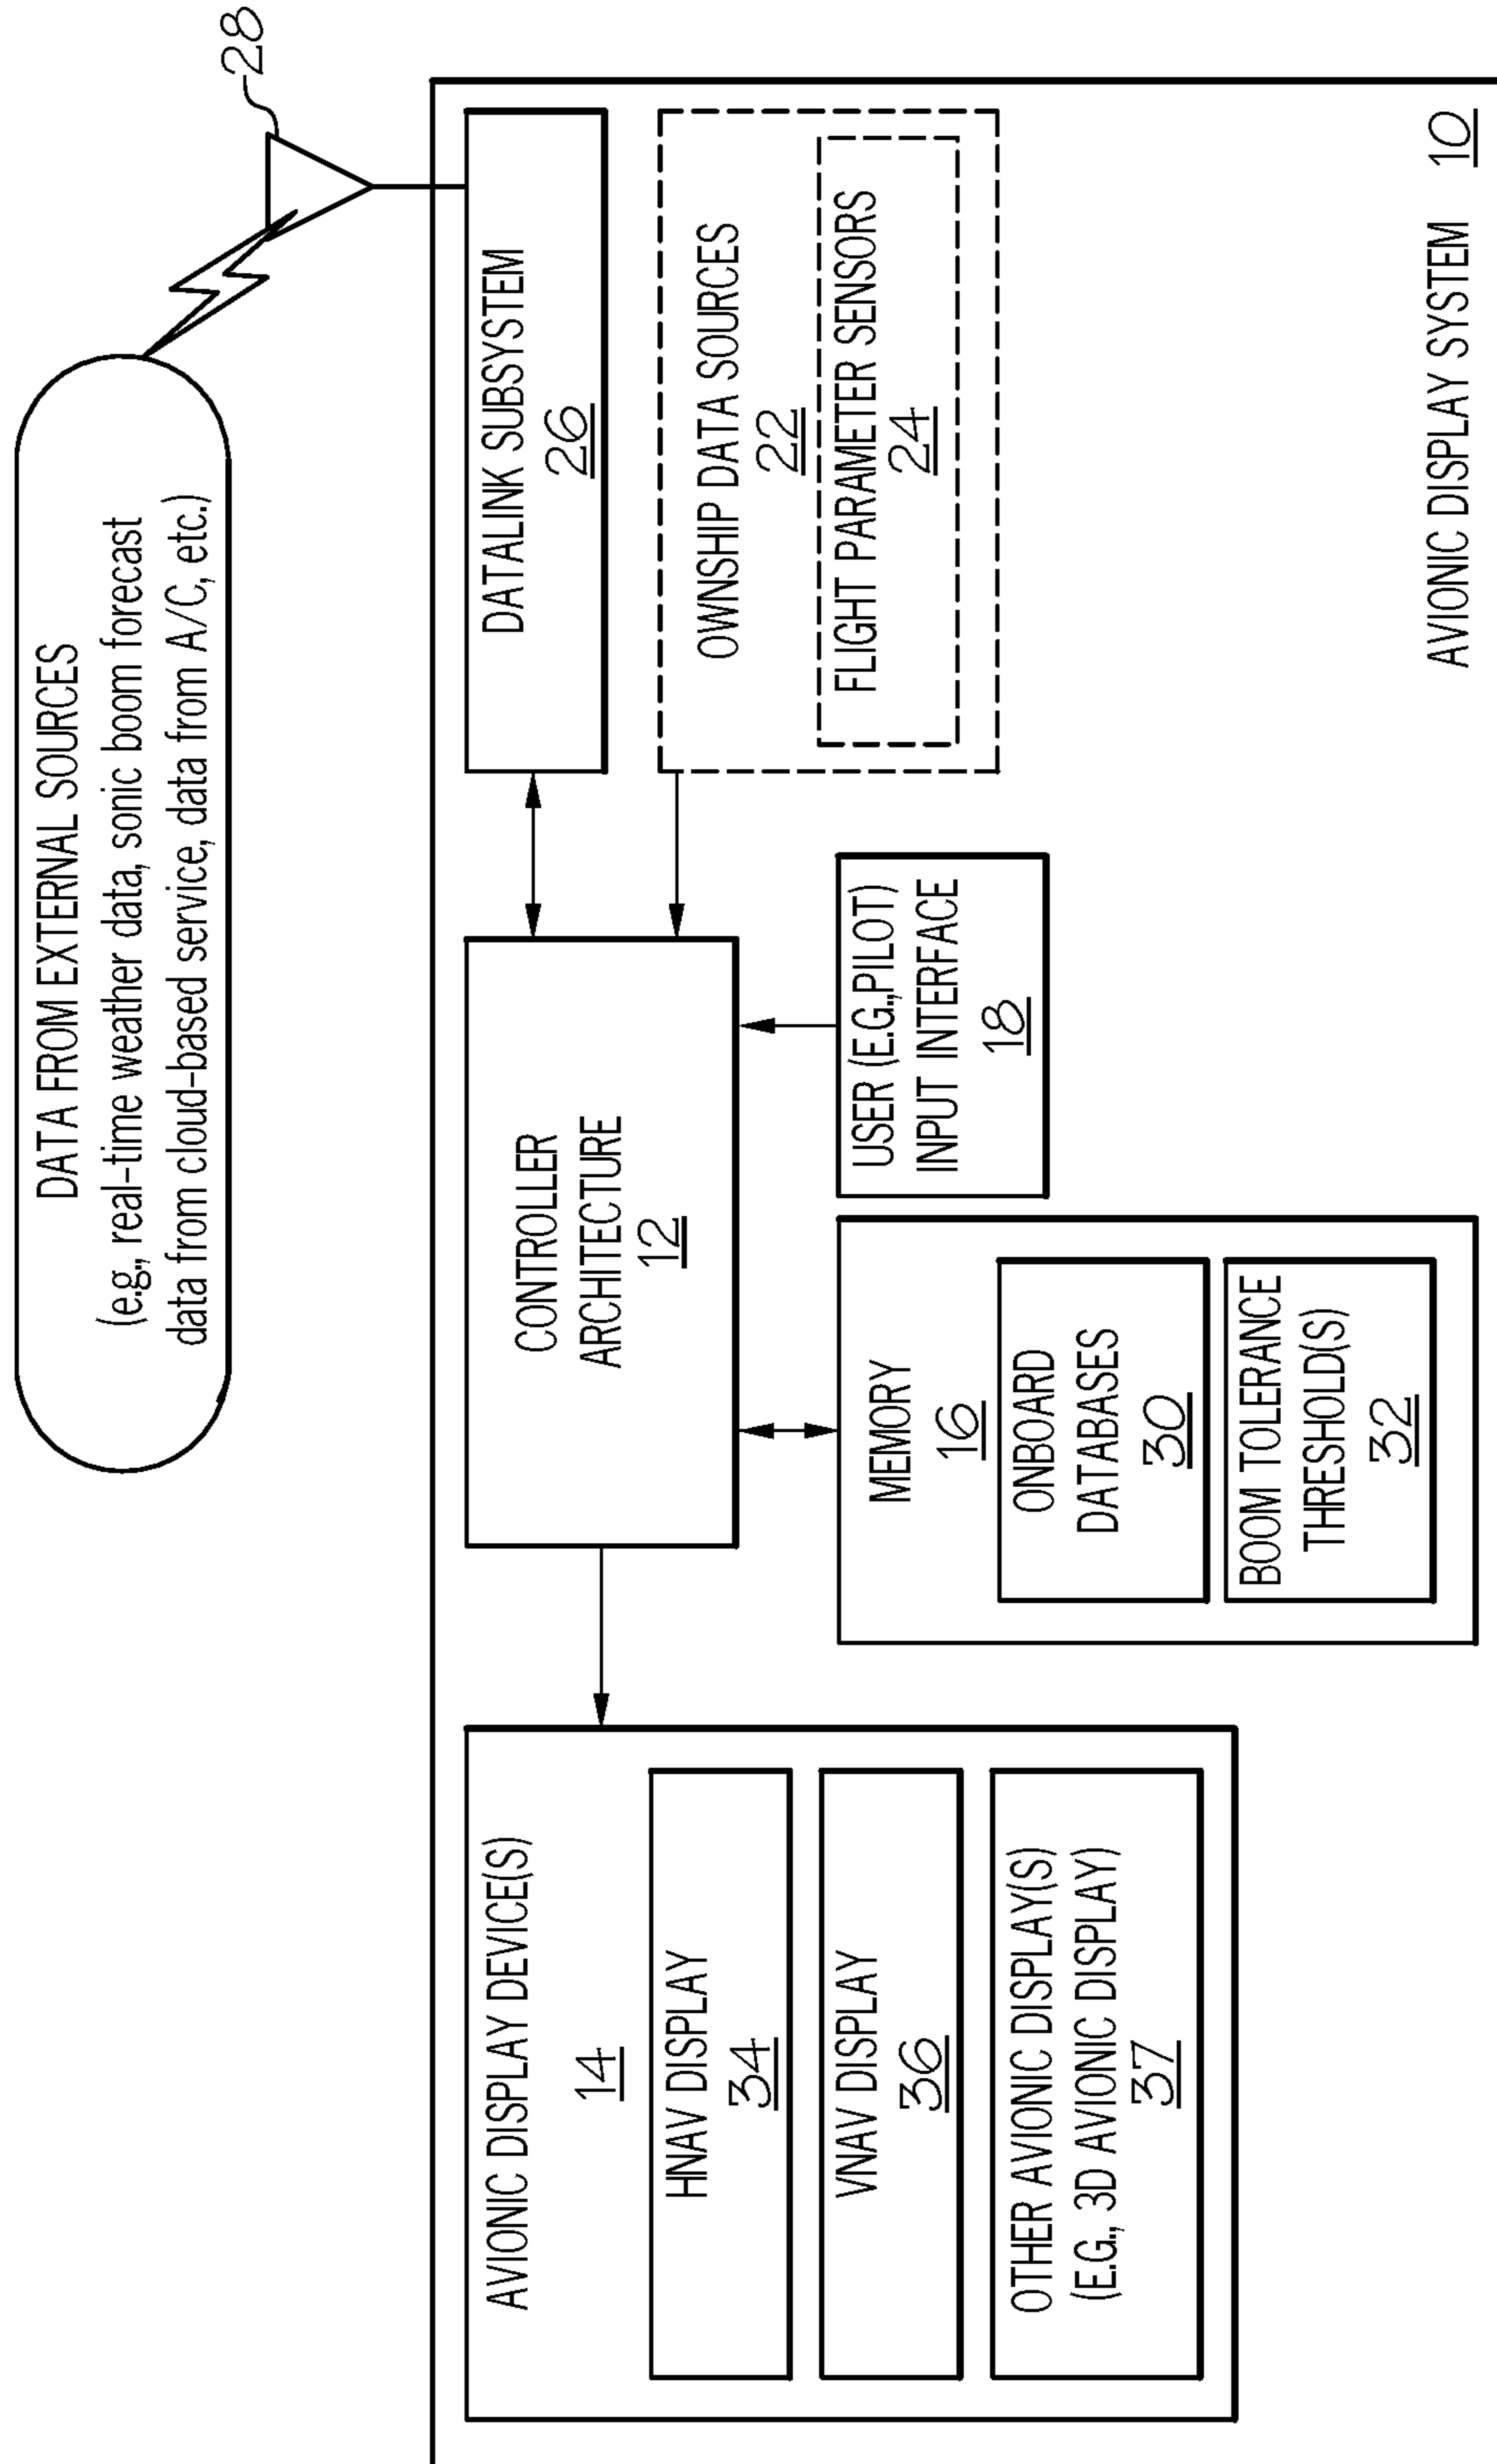 DATA FROM EXTERNAL SOURCES
(e.g., real-time weather data, sonic boom forecast
data from cloud-based service, data from A/C, etc.)
28
AVIONIC DISPLAY DEVICE(S)
14
HNAV DISPLAY
34
VNAV DISPLAY
36
OTHER AVIONIC DISPLAY(S)
(E.G., 3D AVIONIC DISPLAY)
37
CONTROLLER
ARCHITECTURE
12
MEMORY
16
ONBOARD
DATABASES
30
BOOM TOLERANCE
THRESHOLD(S)
32
USER (E.G.,PILOT)
INPUT INTERFACE
18
DATALINK SUBSYSTEM
26
OWNSHIP DATA SOURCES
22
FLIGHT PARAMETER SENSORS
24
AVIONIC DISPLAY SYSTEM 10